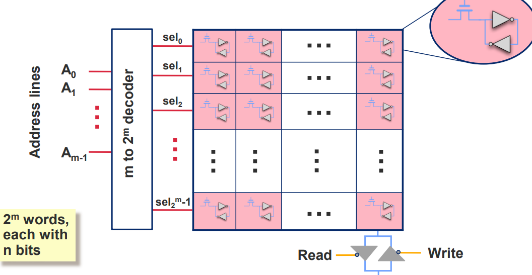 sel₀
sel₁
sel₂
sel₂ᵐ-1
Address lines
A₀
A₁
Aₘ₋₁
m to 2ᵐ decoder
2ᵐ words,
each with
n bits
Read
Write